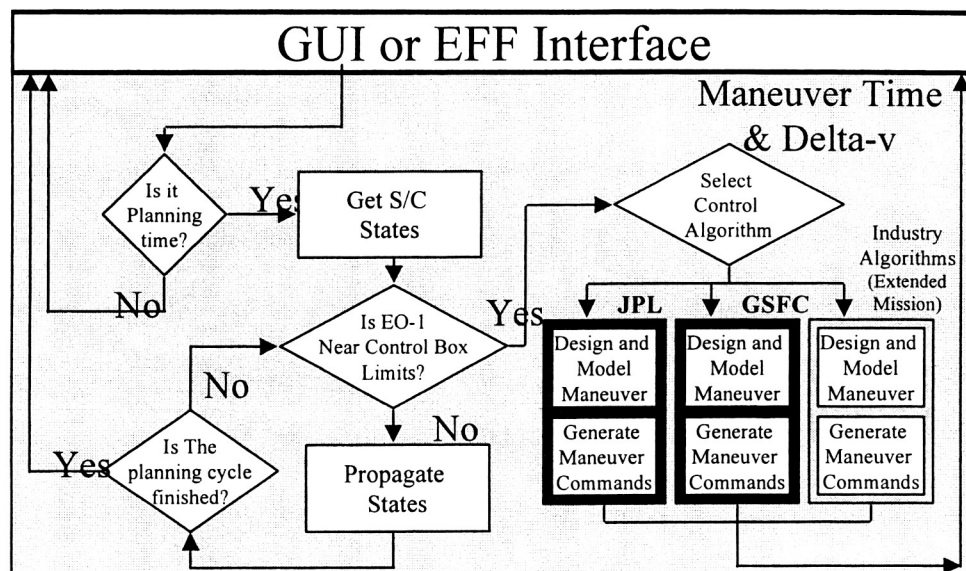 GUI or EFF Interface
Maneuver Time
& Delta-v
Is it
Planning
time?
Yes
Get S/C
States
Select
Control
Algorithm
Industry
Algorithms
(Extended
Mission)
No
Is EO-1
Near Control Box
Limits?
Yes
JPL
GSFC
Design and
Model
Maneuver
Design and
Model
Maneuver
Design and
Model
Maneuver
No
No
Generate
Maneuver
Commands
Generate
Maneuver
Commands
Generate
Maneuver
Commands
Is The
planning cycle
finished?
Yes
Propagate
States